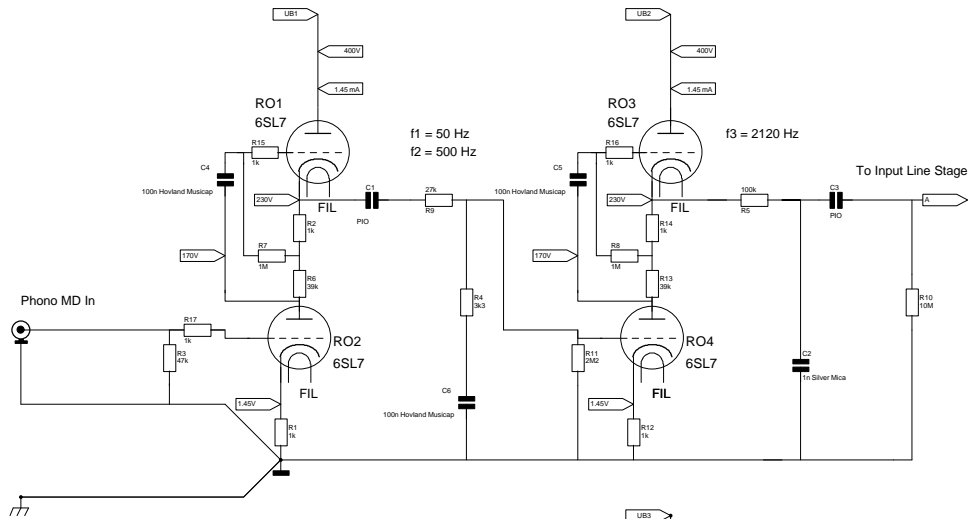 UB1
UB2
400V
400V
1.45 mA
1.45 mA
RO1
6SL7
RO3
6SL7
f1 = 50 Hz
f2 = 500 Hz
f3 = 2120 Hz
R15
1k
R16
1k
C4
100n Hovland Musicap
C5
100n Hovland Musicap
To Input Line Stage
230V
FIL
C1
PIO
27k
R9
230V
FIL
100k
R5
C3
PIO
A
R2
1k
R14
1k
170V
R7
1M
170V
R8
1M
R6
39k
R13
39k
Phono MD In
R17
1k
R3
47k
RO2
6SL7
FIL
R4
3k3
R11
2M2
RO4
6SL7
FIL
R10
10M
C2
1n Silver Mica
1.45V
C6
100n Hovland Musicap
1.45V
R1
1k
R12
1k
UB3